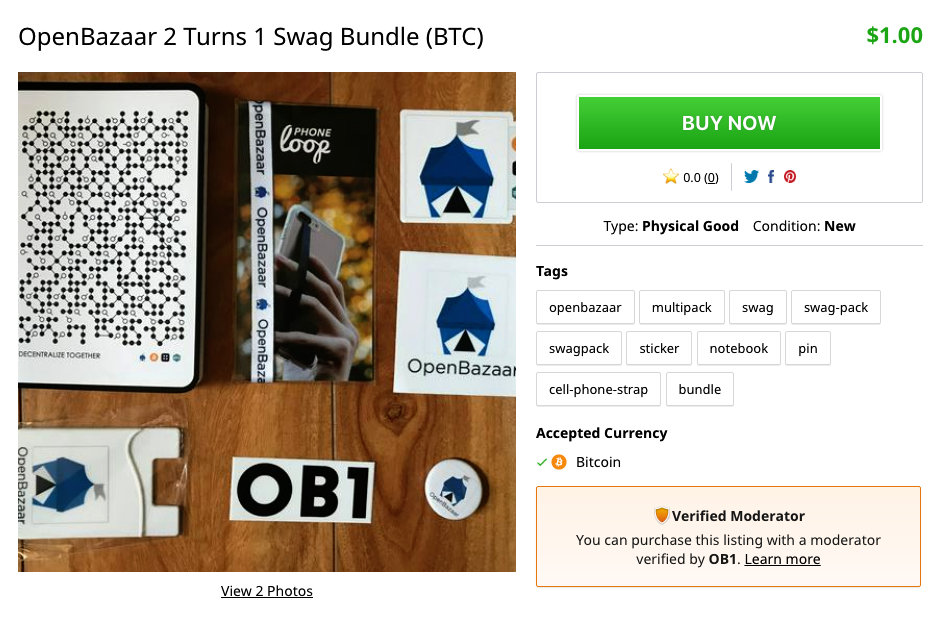 OpenBazaar 2 Turns 1 Swag Bundle (BTC)
$1.00
DECENTRALIZE TOGETHER
OpenBazaar
OpenBazaar
OpenBazaar
PHONE
loop
OpenBazaar
OpenBazaar
OB1
OpenBazaar
View 2 Photos
BUY NOW
0.0 (0)
Type: Physical Good Condition: New
Tags
openbazaar multipack swag swag-pack
swagpack sticker notebook pin
cell-phone-strap bundle
Accepted Currency
Bitcoin
Verified Moderator
You can purchase this listing with a moderator
verified by OB1. Learn more